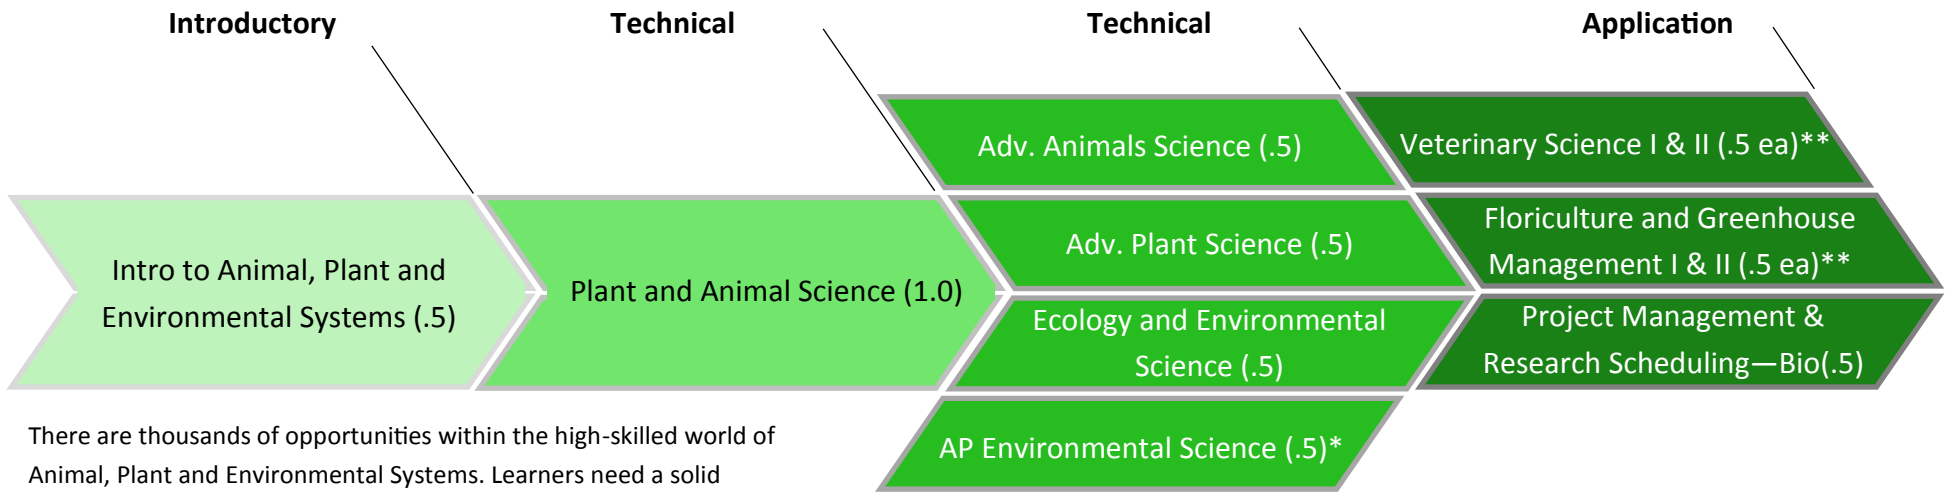 Introductory
Technical
Technical
Application
Intro to Animal, Plant and
Environmental Systems (.5)
Plant and Animal Science (1.0)
Adv. Animals Science (.5)
Adv. Plant Science (.5)
Ecology and Environmental
Science (.5)
AP Environmental Science (.5)*
Veterinary Science I & II (.5 ea)**
Floriculture and Greenhouse
Management I & II (.5 ea)**
Project Management &
Research Scheduling—Bio(.5)
There are thousands of opportunities within the high-skilled world of
Animal, Plant and Environmental Systems. Learners need a solid